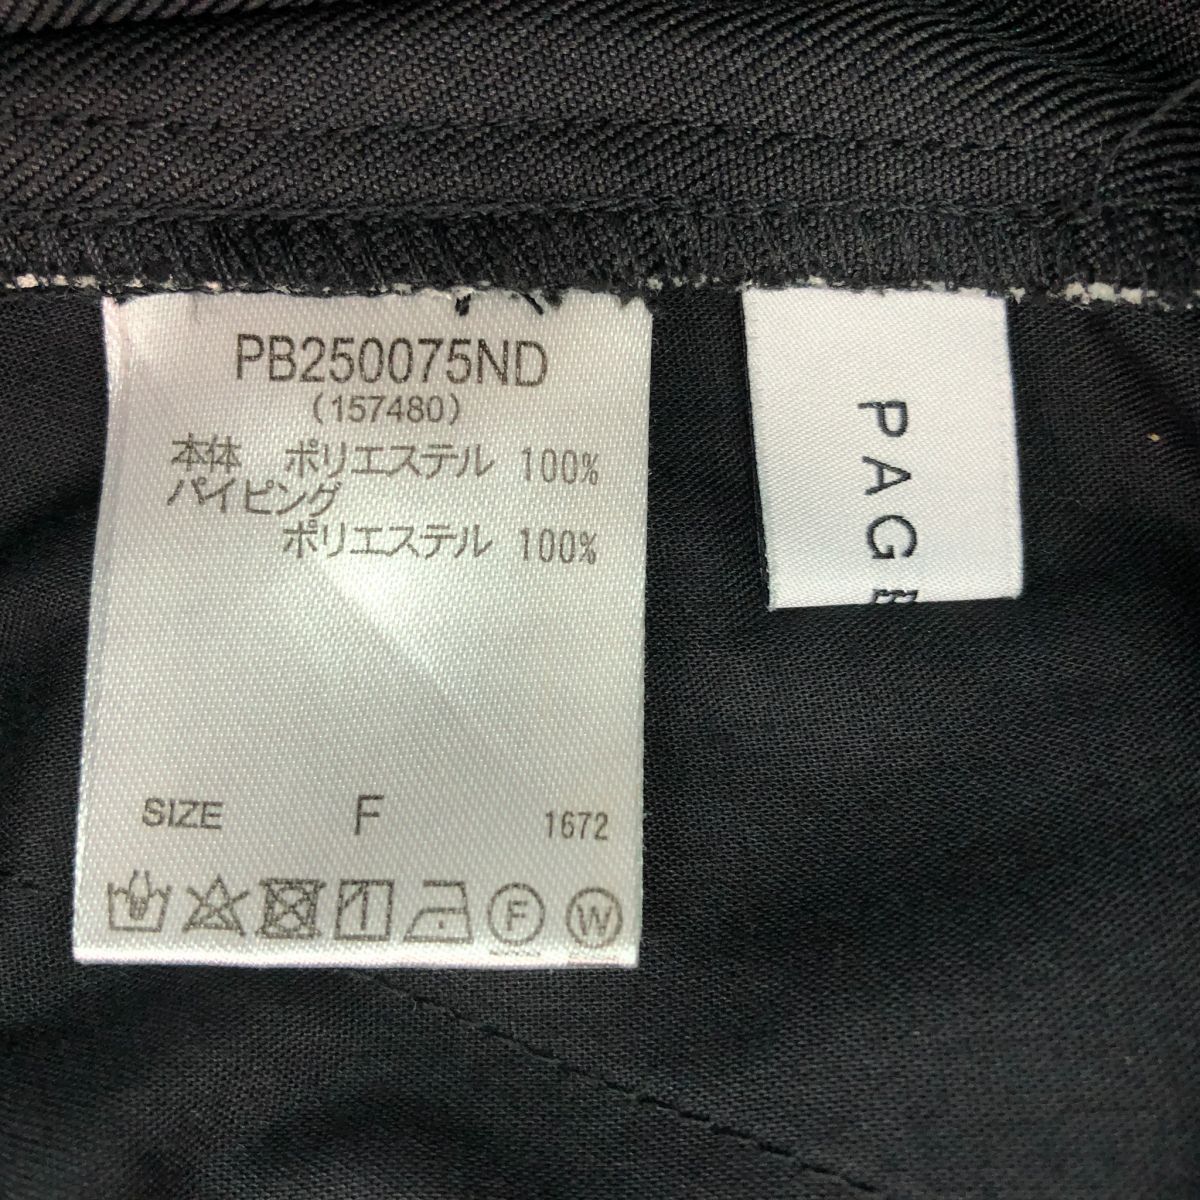 PB250075ND
(157480)
本体 ポリエステル 100%
パイピング
ポリエステル 100%
SIZE F 1672
F W
PAG